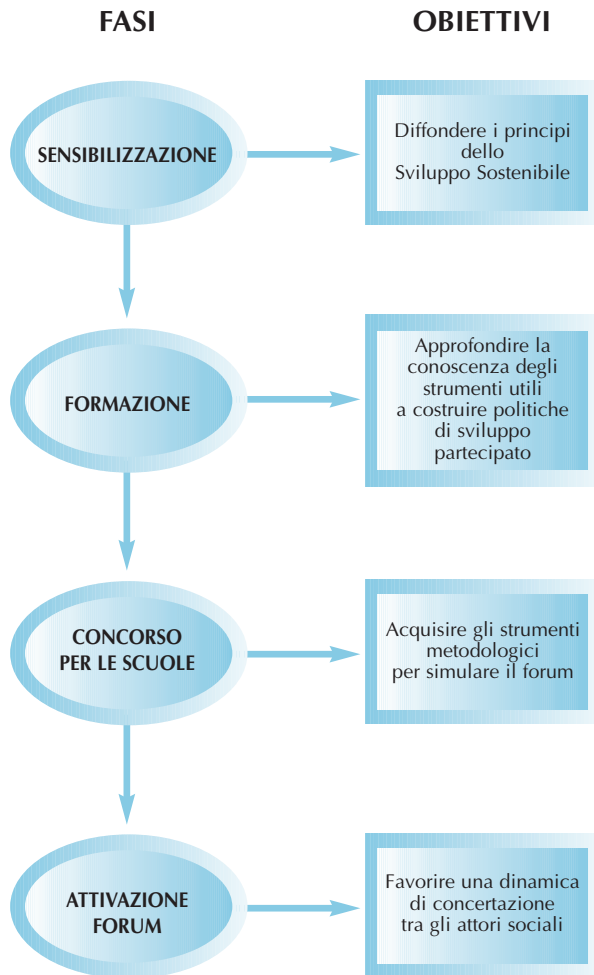 FASI
OBIETTIVI
SENSIBILIZZAZIONE
Diffondere i principi
dello
Sviluppo Sostenibile
FORMAZIONE
Approfondire la
conoscenza degli
strumenti utili
a costruire politiche
di sviluppo
partecipato
CONCORSO
PER LE SCUOLE
Acquisire gli strumenti
metodologici
per simulare il forum
ATTIVAZIONE
FORUM
Favorire una dinamica
di concertazione
tra gli attori sociali